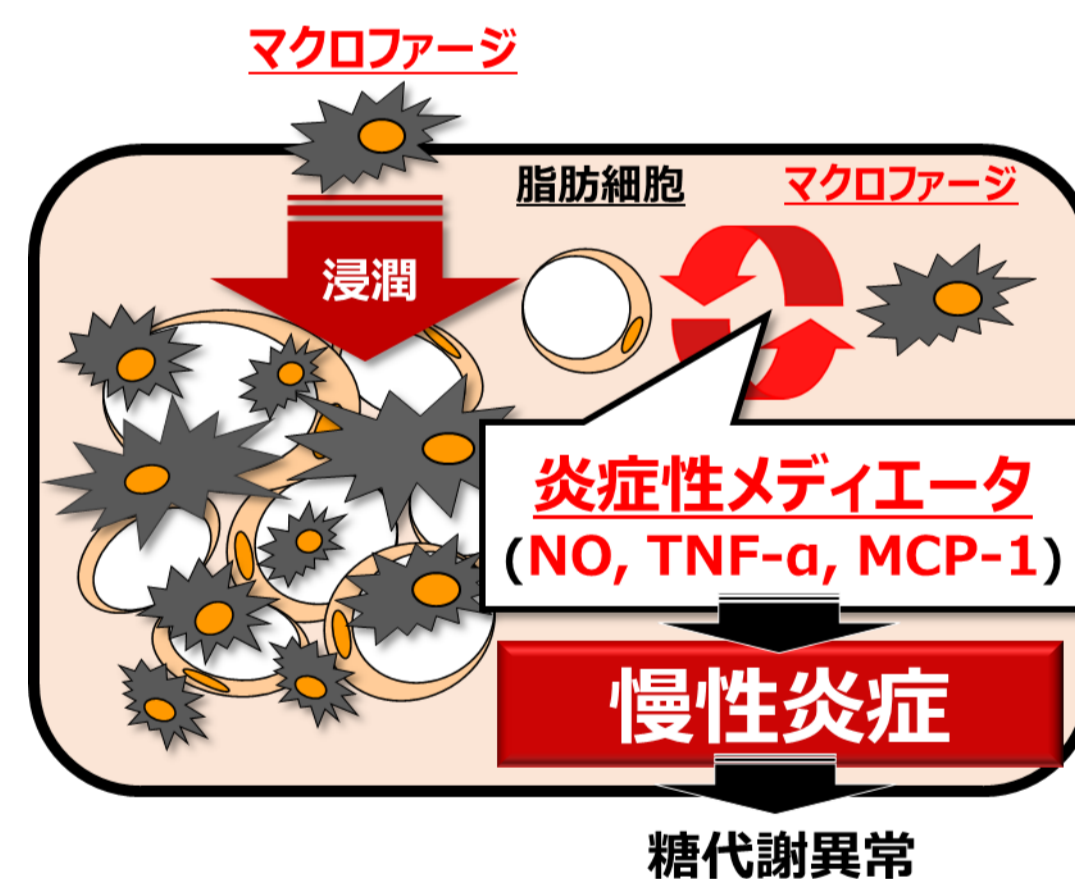 マクロファージ
脂肪細胞
マクロファージ
浸潤
炎症性メディエータ
(NO, TNF-α, MCP-1)
慢性炎症
糖代謝異常